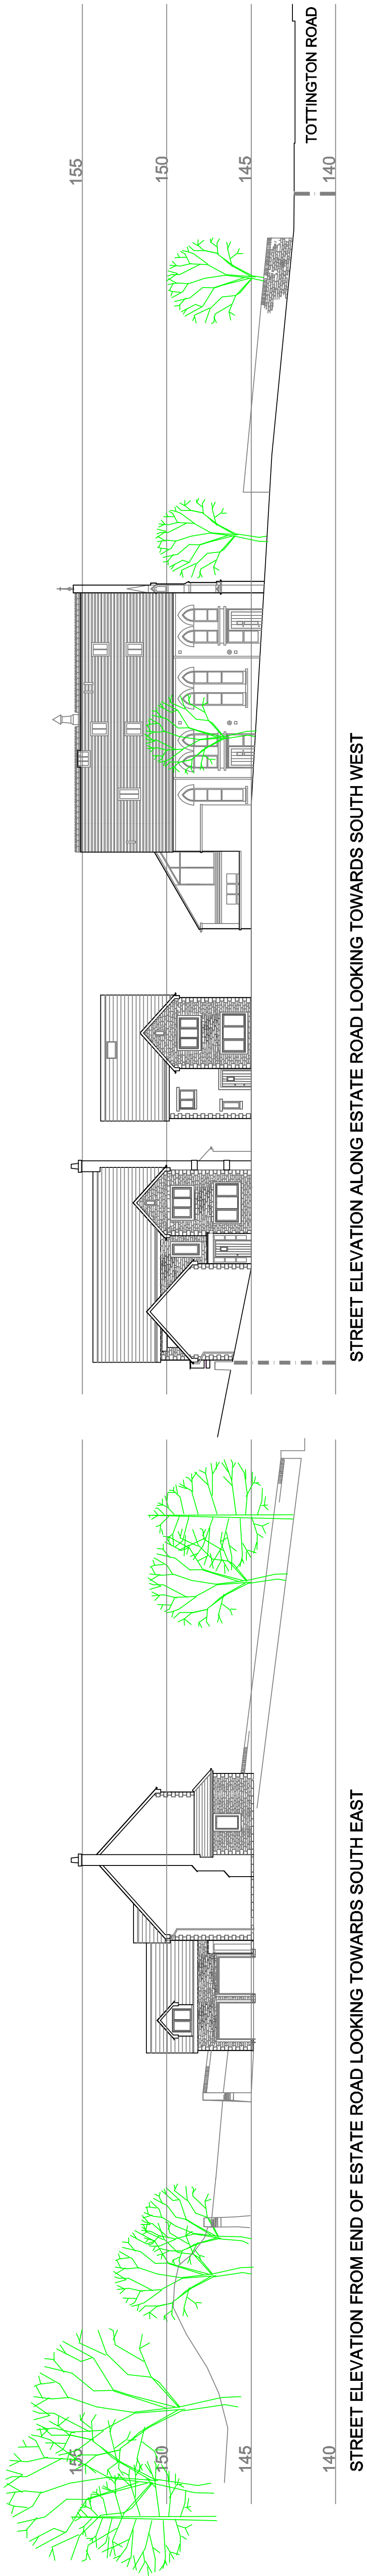 155
150
145
140
STREET ELEVATION FROM END OF ESTATE ROAD LOOKING TOWARDS SOUTH EAST
155
150
145
140
TOTTINGTON ROAD
STREET ELEVATION ALONG ESTATE ROAD LOOKING TOWARDS SOUTH WEST